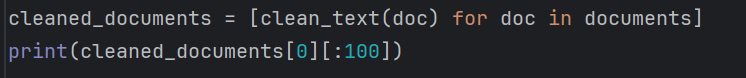 cleaned_documents = [clean_text(doc) for doc in documents]
print(cleaned_documents[0][:100])